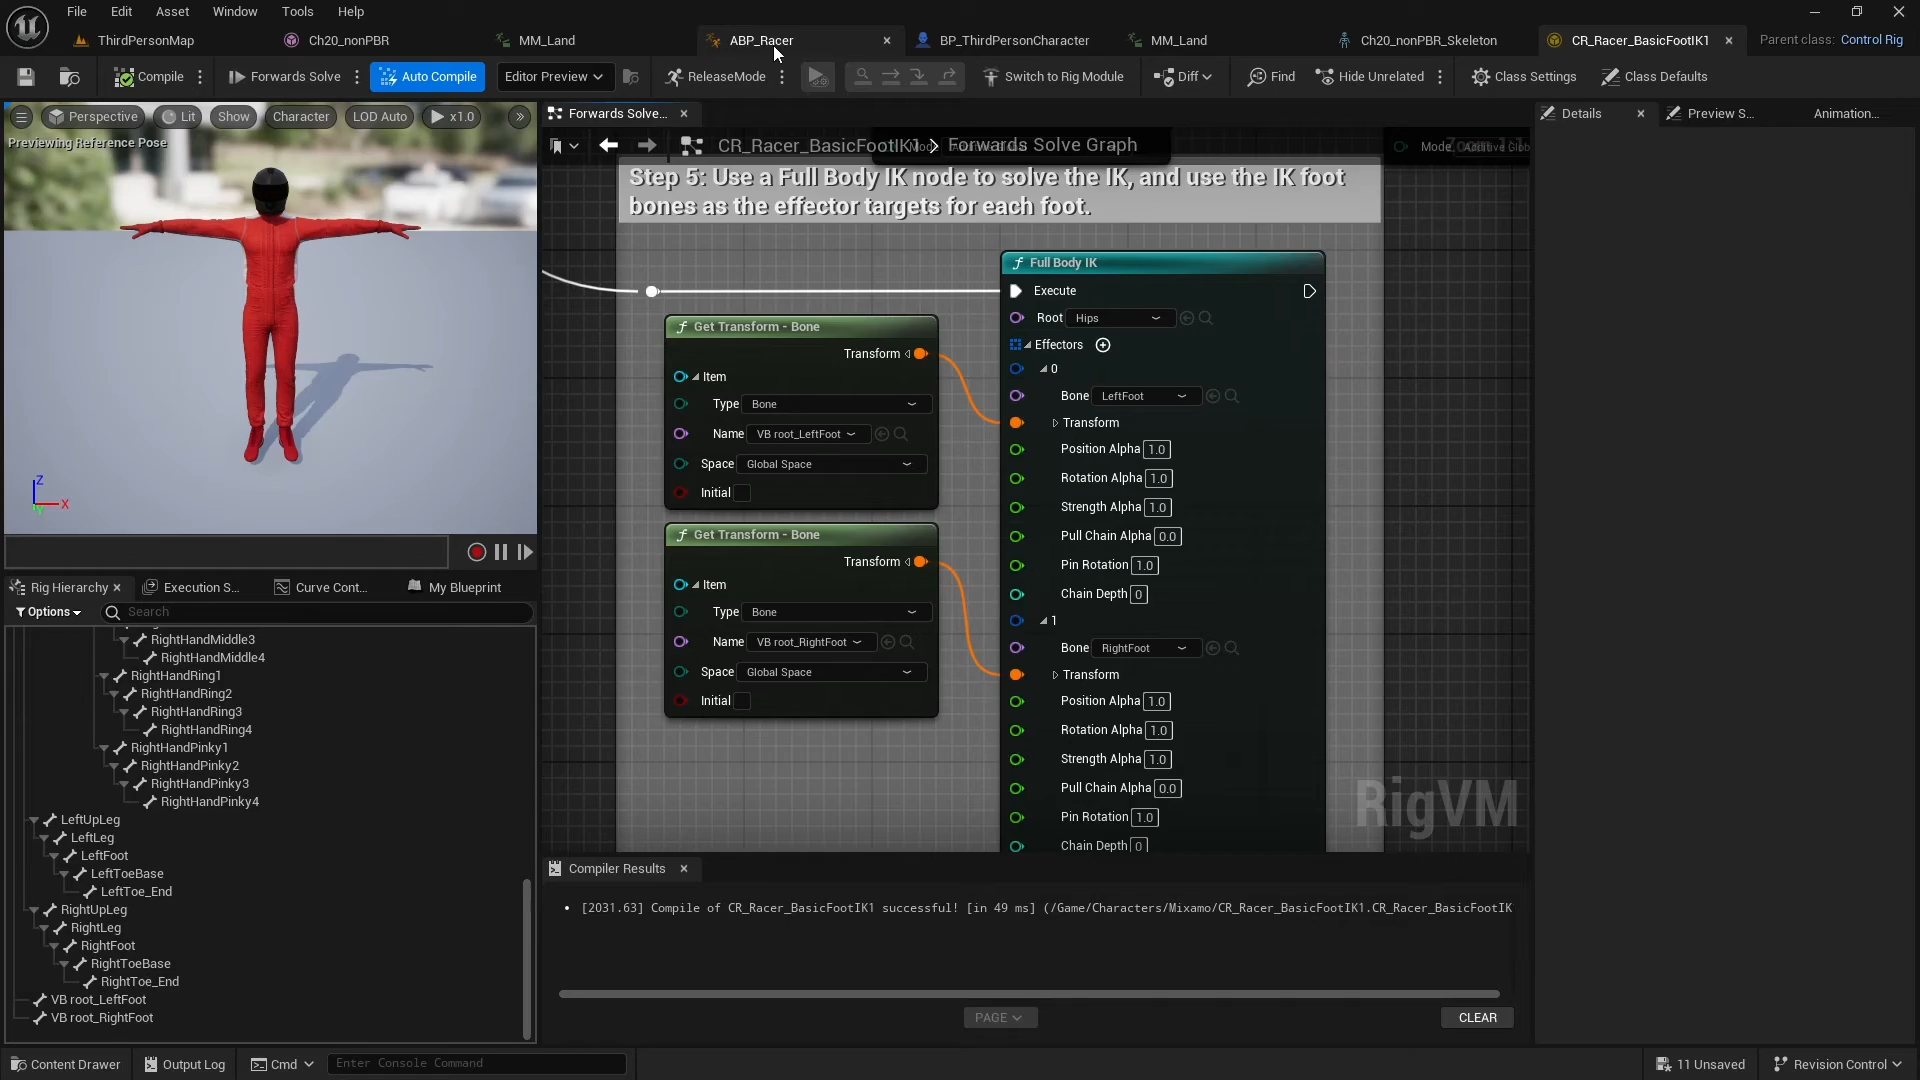 File Edit Asset Window Tools Help
ThirdPersonMap Ch20_nonPBR MM_Land ABP_Racer BP_ThirdPersonCharacter MM_Land Ch20_nonPBR_Skeleton CR_Racer_BasicFootIK1 Parent class: Control Rig
Compile Forwards Solve Auto Compile Editor Preview ReleaseMode Switch to Rig Module Diff Find Hide Unrelated Class Settings Class Defaults
Perspective Lit Show Character LOD Auto x1.0
Previewing Reference Pose
Z
X
Rig Hierarchy Execution S... Curve Cont... My Blueprint
Options Search
RightHandMiddle3
RightHandMiddle4
RightHandRing1
RightHandRing2
RightHandRing3
RightHandRing4
RightHandPinky1
RightHandPinky2
RightHandPinky3
RightHandPinky4
LeftUpLeg
LeftLeg
LeftFoot
LeftToeBase
LeftToe_End
RightUpLeg
RightLeg
RightFoot
RightToeBase
RightToe_End
VB root_LeftFoot
VB root_RightFoot
Forwards Solve...
CR_Racer_BasicFootIK1 > Forwards Solve Graph
Mode Additive Glob
Step 5: Use a Full Body IK node to solve the IK, and use the IK foot
bones as the effector targets for each foot.
Get Transform - Bone
Transform
Item
Type Bone
Name VB root_LeftFoot
Space Global Space
Initial
Get Transform - Bone
Transform
Item
Type Bone
Name VB root_RightFoot
Space Global Space
Initial
Full Body IK
Execute
Root Hips
Effectors
0
Bone LeftFoot
Transform
Position Alpha 1.0
Rotation Alpha 1.0
Strength Alpha 1.0
Pull Chain Alpha 0.0
Pin Rotation 1.0
Chain Depth 0
1
Bone RightFoot
Transform
Position Alpha 1.0
Rotation Alpha 1.0
Strength Alpha 1.0
Pull Chain Alpha 0.0
Pin Rotation 1.0
Chain Depth 0
RigVM
Compiler Results
[2031.63] Compile of CR_Racer_BasicFootIK1 successful! [in 49 ms] (/Game/Characters/Mixamo/CR_Racer_BasicFootIK1.CR_Racer_BasicFootIK
PAGE CLEAR
Details Preview S... Animation...
Content Drawer Output Log Cmd Enter Console Command 11 Unsaved Revision Control